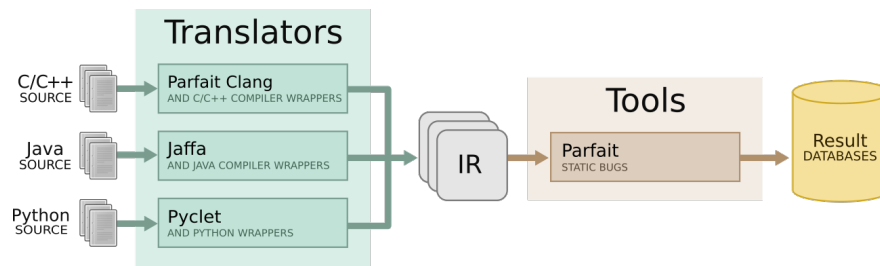 Translators
C/C++
SOURCE
Parfait Clang
AND C/C++ COMPILER WRAPPERS
Java
SOURCE
Jaffa
AND JAVA COMPILER WRAPPERS
Python
SOURCE
Pyclet
AND PYTHON WRAPPERS
IR
Tools
Parfait
STATIC BUGS
Result
DATABASES